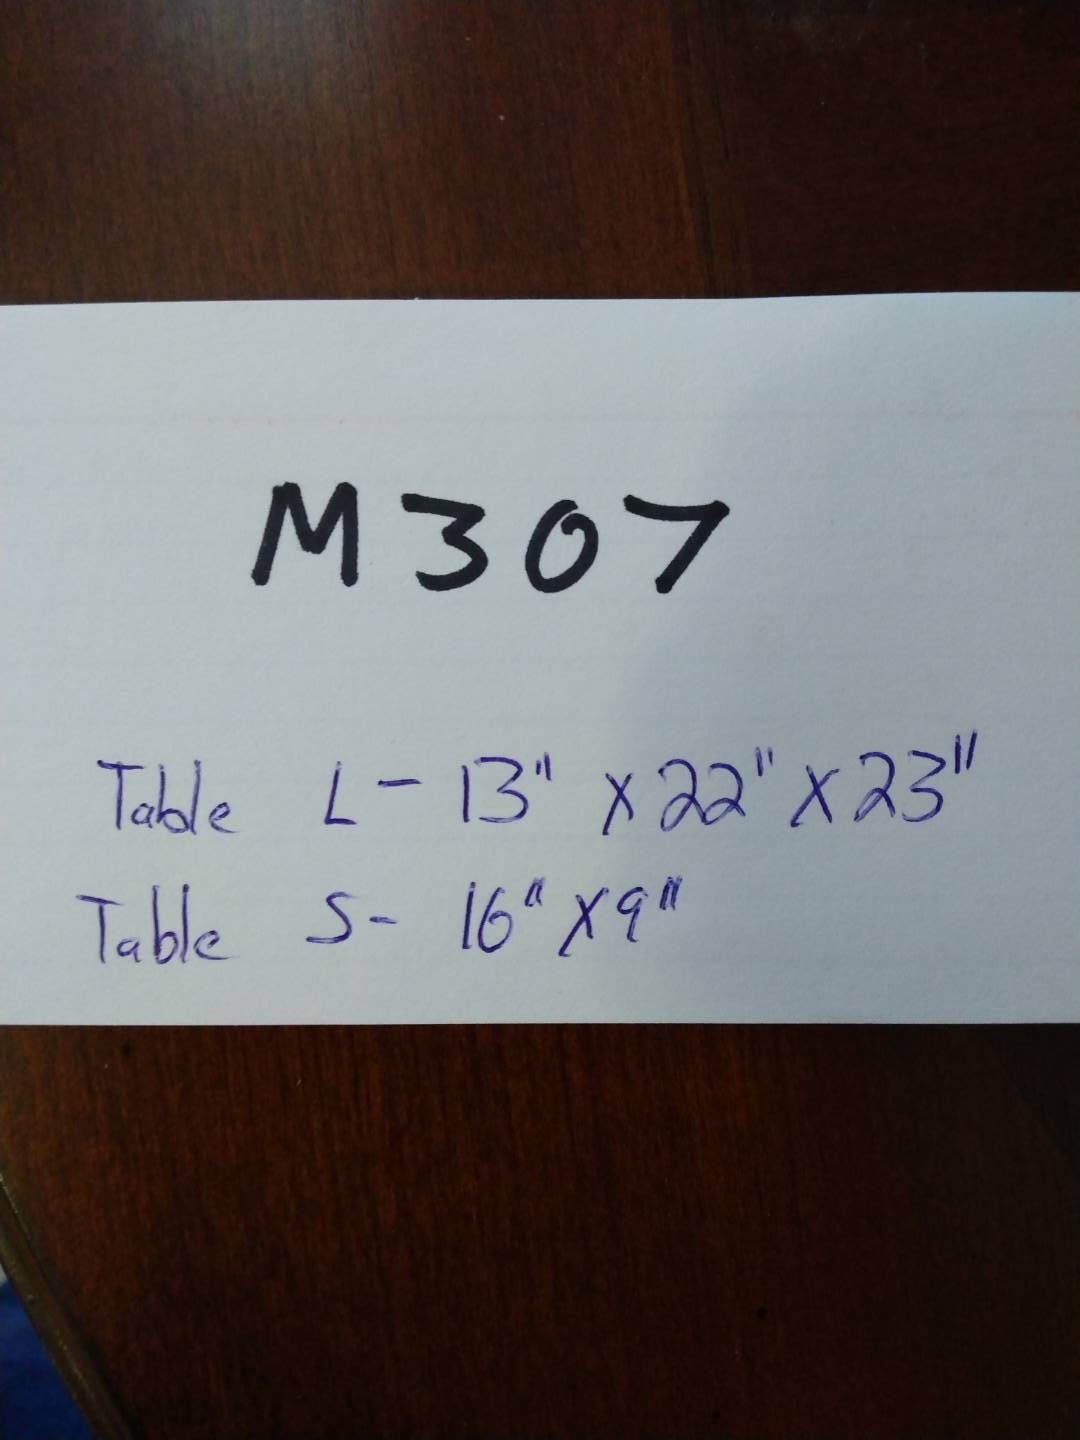 M307
Table L - 13" x 22" x 23"
Table S - 16" x 9"